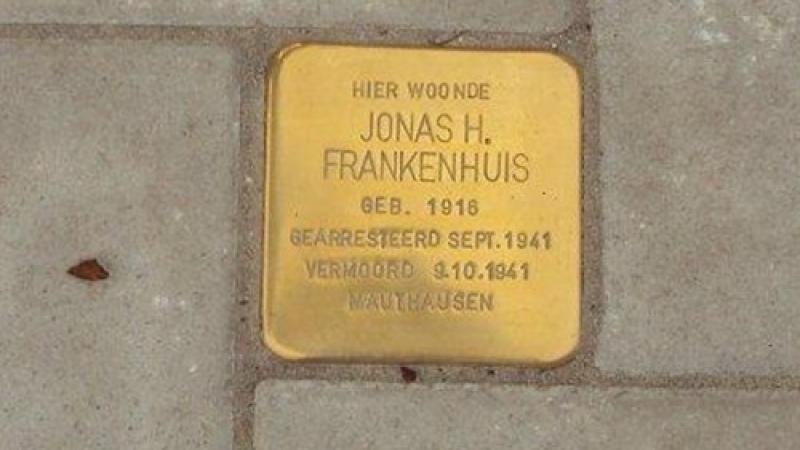 HIER WOONDE
JONAS H.
FRANKENHUIS
GEB. 1916
GEARRESTEERD SEPT. 1941
VERMOORD 9.10.1941
MAUTHAUSEN